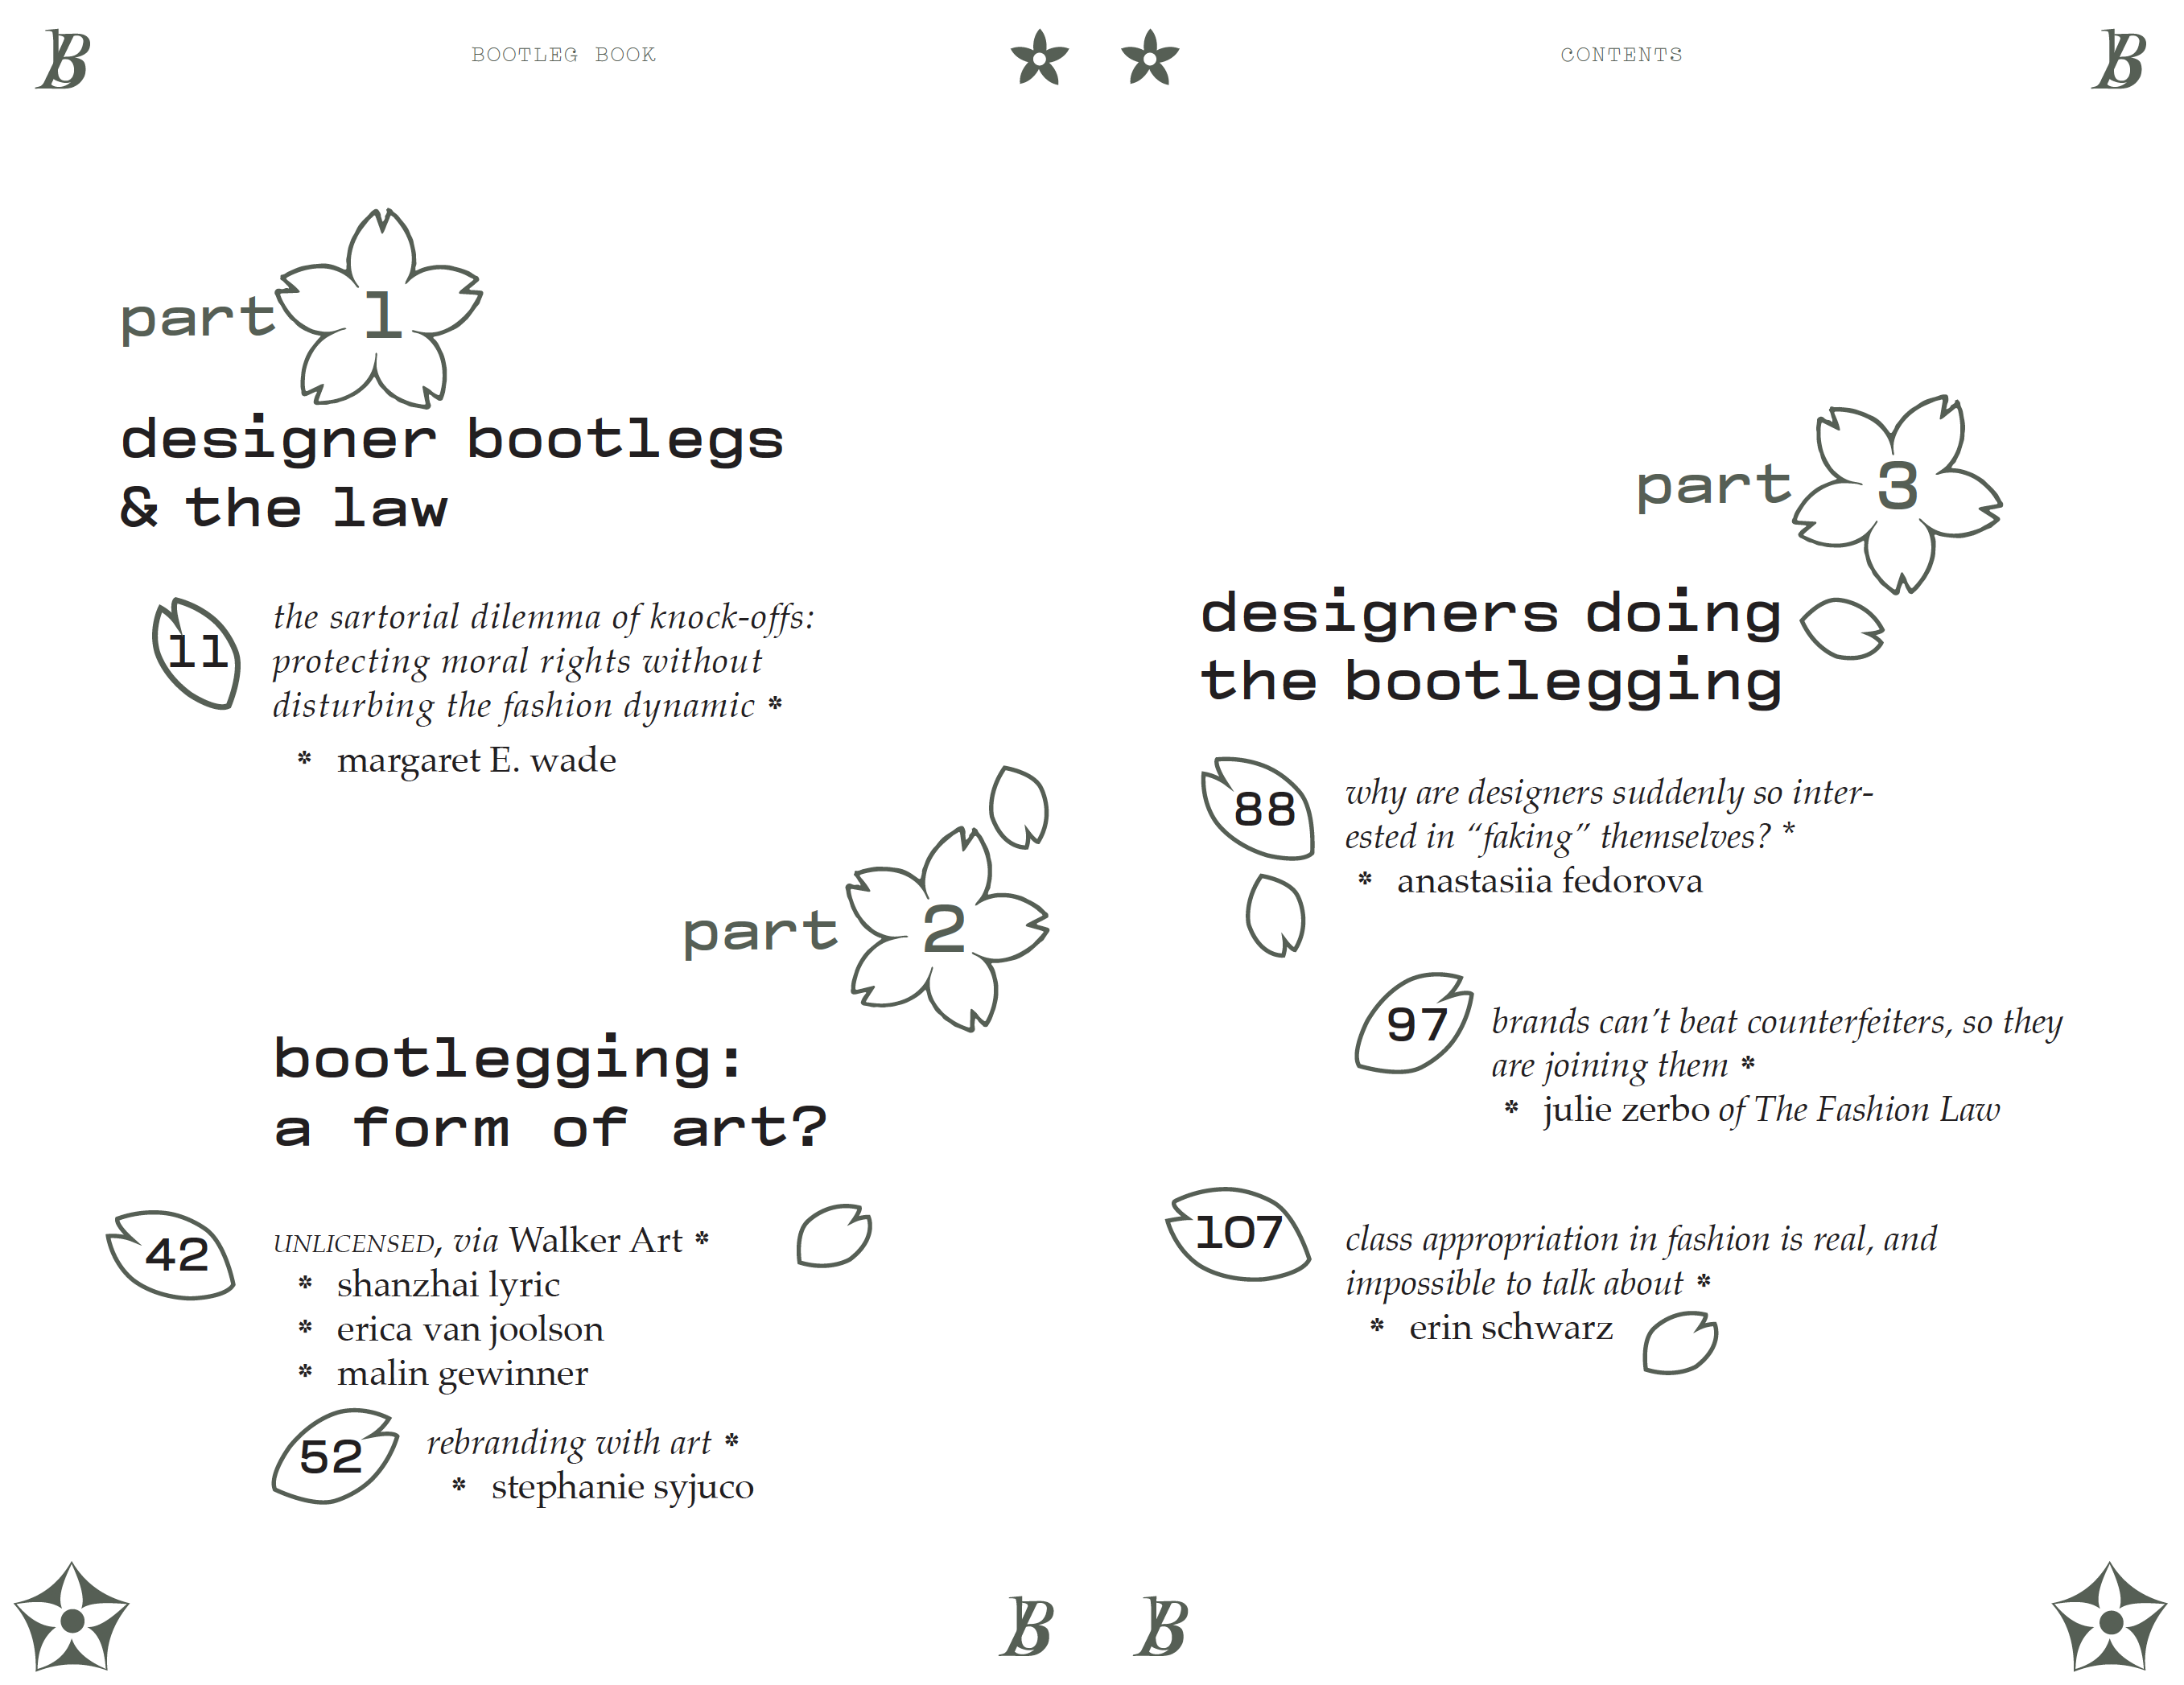 BOOTLEG BOOK
part 1
designer bootlegs
& the law
11
the sartorial dilemma of knock-offs:
protecting moral rights without
disturbing the fashion dynamic *
* margaret E. wade
part 2
bootlegging:
a form of art?
42
UNLICENSED, via Walker Art *
* shanzhai lyric
* erica van joolson
* malin gewinner
52
rebranding with art *
* stephanie syjuco
CONTENTS
part 3
designers doing
the bootlegging
88
why are designers suddenly so inter-
ested in “faking” themselves? *
* anastasiia fedorova
97
brands can’t beat counterfeiters, so they
are joining them *
* julie zerbo of The Fashion Law
107
class appropriation in fashion is real, and
impossible to talk about *
* erin schwarz